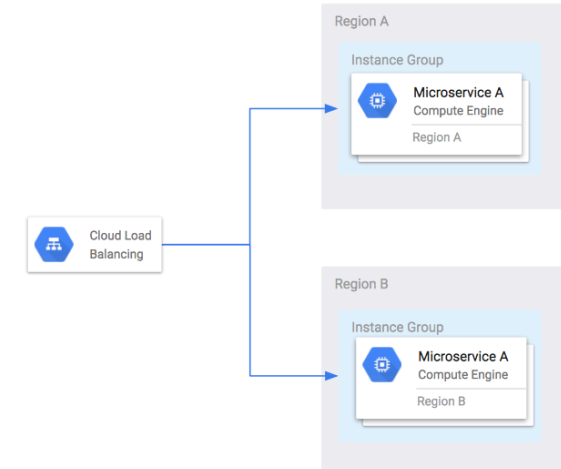 Region A
Instance Group
Microservice A
Compute Engine
Region A
Cloud Load
Balancing
Region B
Instance Group
Microservice A
Compute Engine
Region B